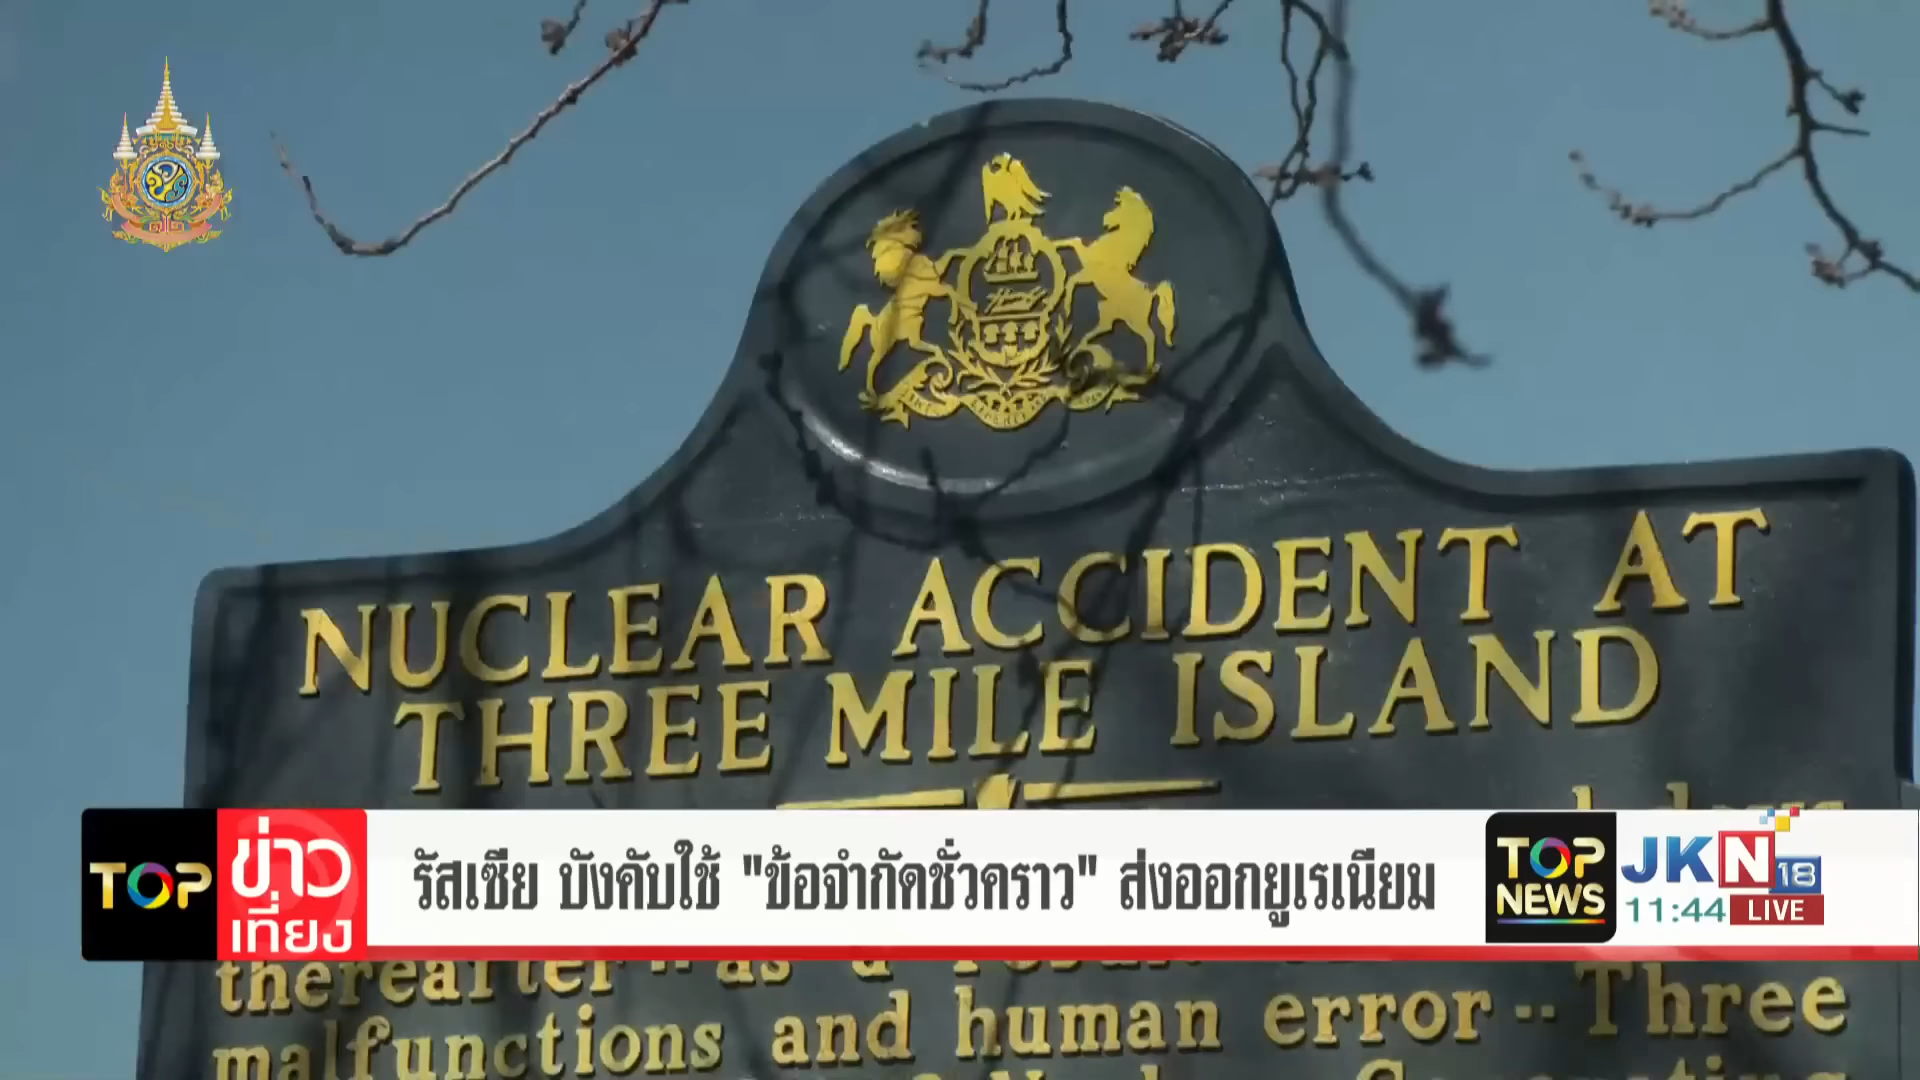 NUCLEAR ACCIDENT AT
THREE MILE ISLAND
TOP
ข่าว
เที่ยง
รัสเซีย บังคับใช้ "ข้อจำกัดชั่วคราว" ส่งออกยูเรเนียม
TOP
NEWS
JKN
18
11:44
LIVE
thereafter
malfunctions and human error -- Three